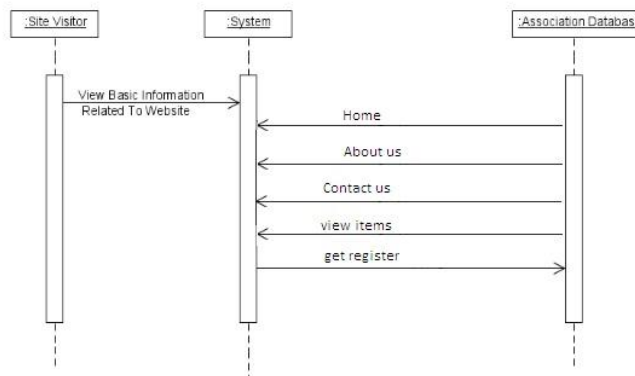 :Site Visitor
:System
:Association Databas
View Basic Information
Related To Website
Home
About us
Contact us
view items
get register